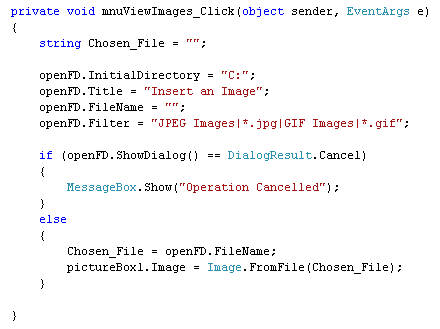 private void mnuViewImages_Click(object sender, EventArgs e)
{
    string Chosen_File = "";

    openFD.InitialDirectory = "C:";
    openFD.Title = "Insert an Image";
    openFD.FileName = "";
    openFD.Filter = "JPEG Images|*.jpg|GIF Images|*.gif";

    if (openFD.ShowDialog() == DialogResult.Cancel)
    {
        MessageBox.Show("Operation Cancelled");
    }
    else
    {
        Chosen_File = openFD.FileName;
        pictureBox1.Image = Image.FromFile(Chosen_File);
    }

}